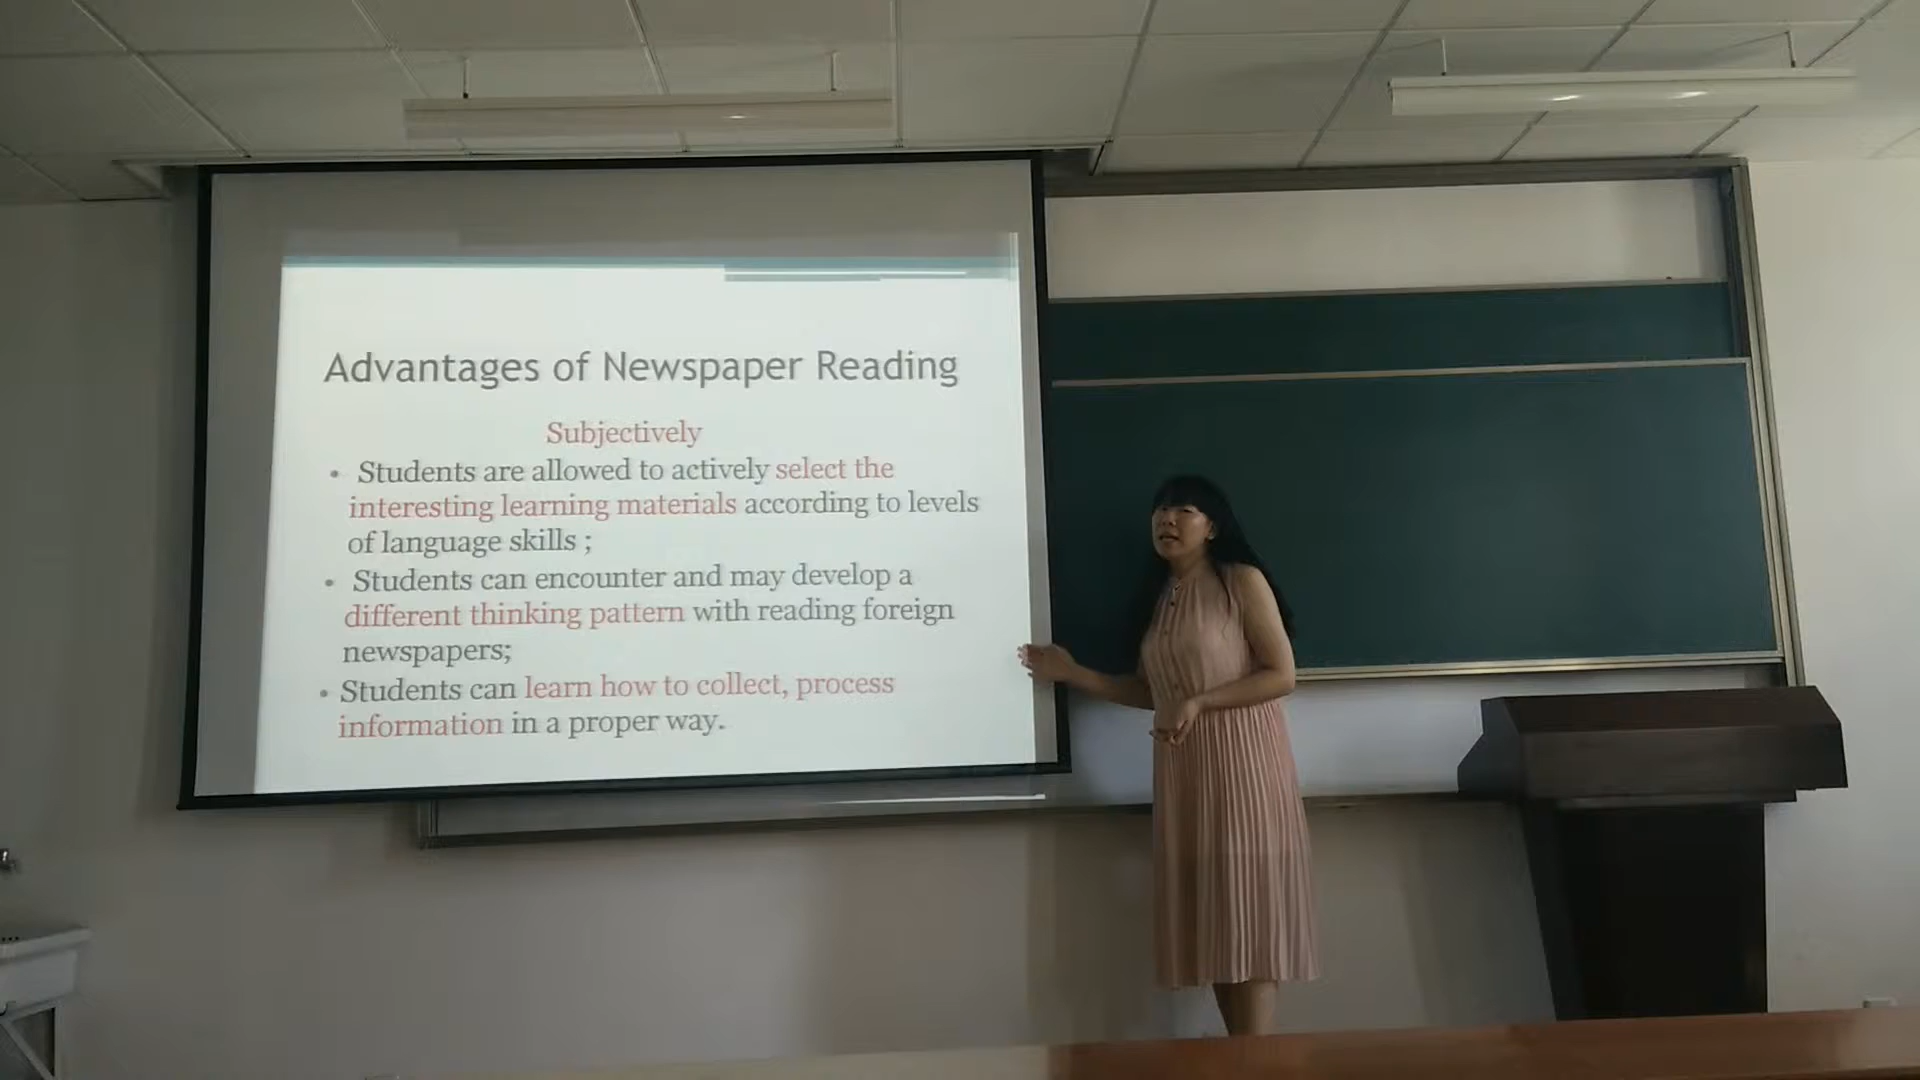 Advantages of Newspaper Reading
Subjectively
• Students are allowed to actively select the
interesting learning materials according to levels
of language skills ;
• Students can encounter and may develop a
different thinking pattern with reading foreign
newspapers;
• Students can learn how to collect, process
information in a proper way.